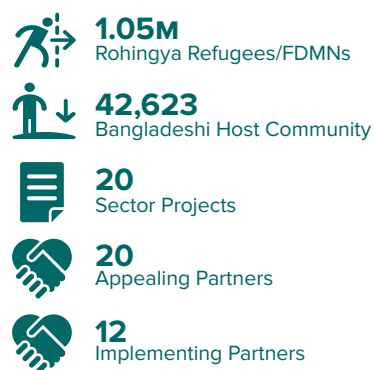 1.05M
Rohingya Refugees/FDMNs
42,623
Bangladeshi Host Community
20
Sector Projects
20
Appealing Partners
12
Implementing Partners